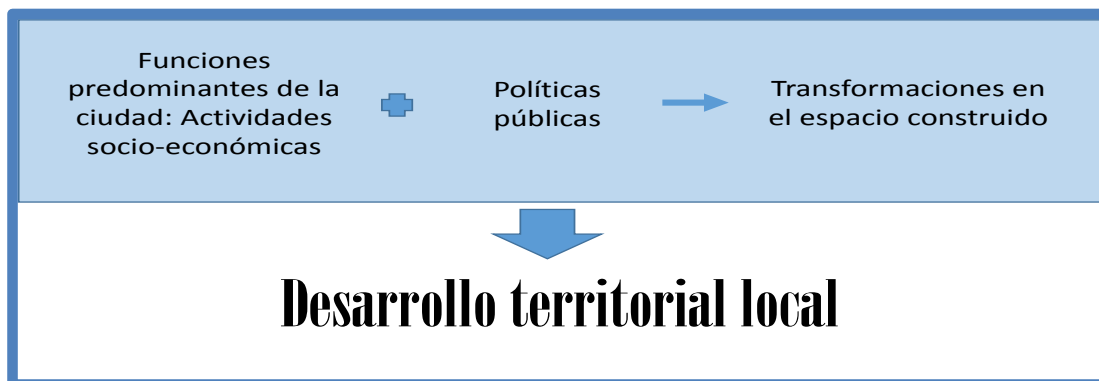 Funciones
predominantes de la
ciudad: Actividades
socio-económicas
Políticas
públicas
Transformaciones en
el espacio construido
Desarrollo territorial local